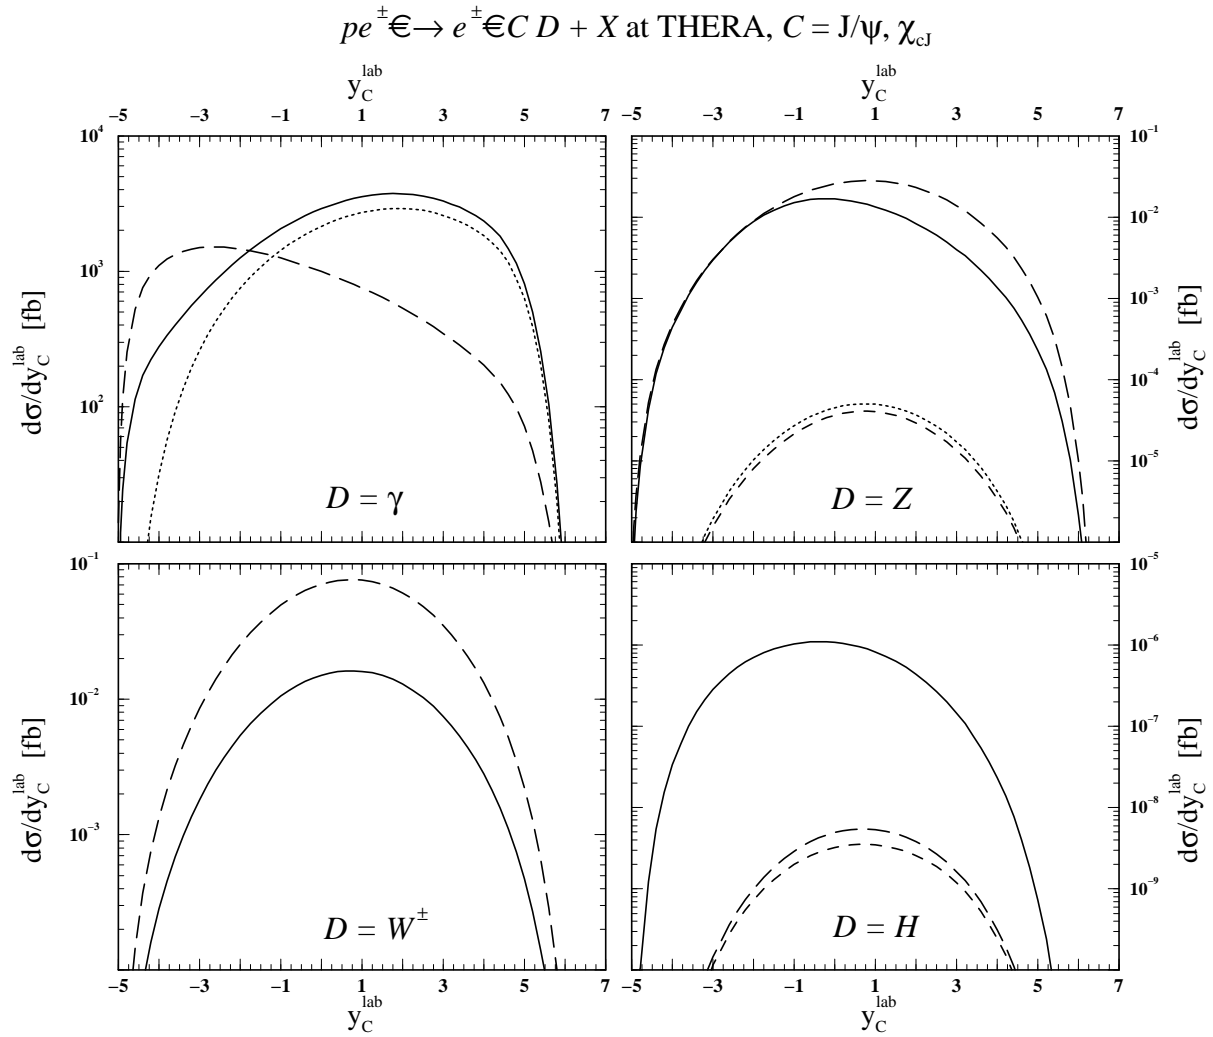 pe^±€→ e^±€C D + X at THERA, C = J/ψ, χ_cJ
y_C^lab
y_C^lab
−5 −3 −1 1 3 5 7
−5 −3 −1 1 3 5 7
10^4
10^3
10^2
dσ/dy_C^lab [fb]
D = γ
10^−1
10^−2
10^−3
10^−4
10^−5
dσ/dy_C^lab [fb]
D = Z
10^−1
10^−2
10^−3
dσ/dy_C^lab [fb]
D = W^±
10^−5
10^−6
10^−7
10^−8
10^−9
dσ/dy_C^lab [fb]
D = H
−5 −3 −1 1 3 5 7
−5 −3 −1 1 3 5 7
y_C^lab
y_C^lab